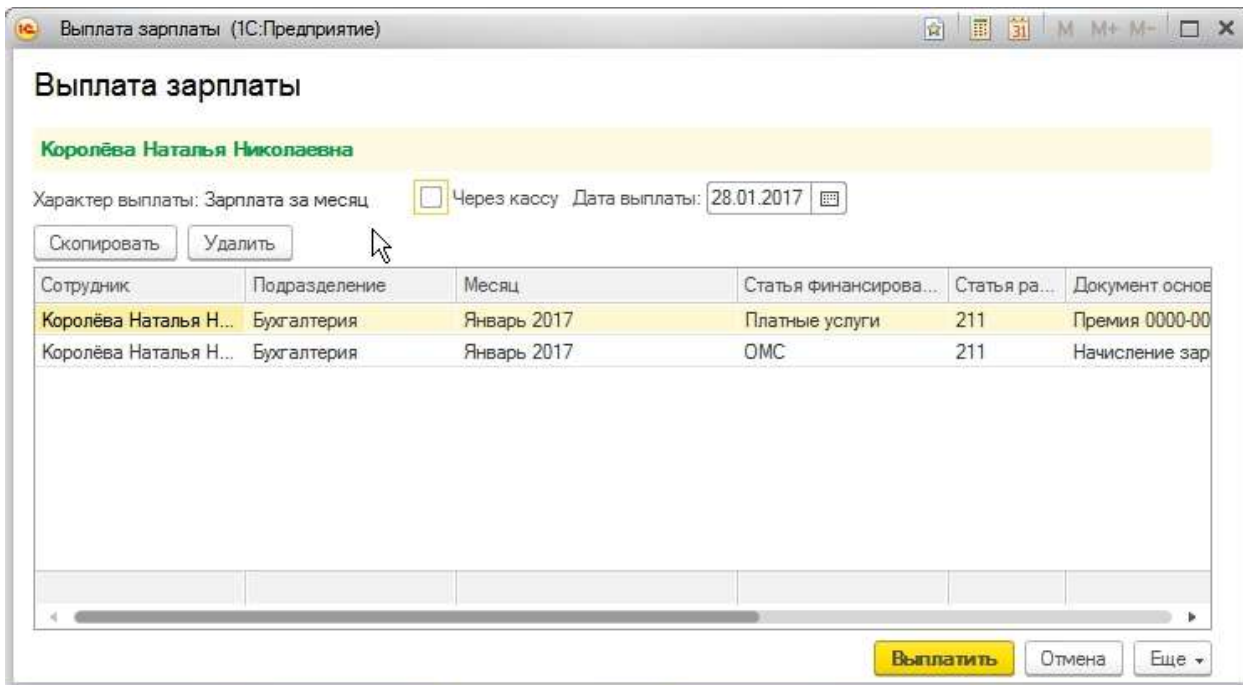 1С Выплата зарплаты (1С:Предприятие) 31 M M+ M-
Выплата зарплаты
Королёва Наталья Николаевна
Характер выплаты: Зарплата за месяц Через кассу Дата выплаты: 28.01.2017
Скопировать Удалить
Сотрудник Подразделение Месяц Статья финансирова... Статья ра... Документ основ
Королёва Наталья Н... Бухгалтерия Январь 2017 Платные услуги 211 Премия 0000-00
Королёва Наталья Н... Бухгалтерия Январь 2017 ОМС 211 Начисление зар
Выплатить Отмена Еще